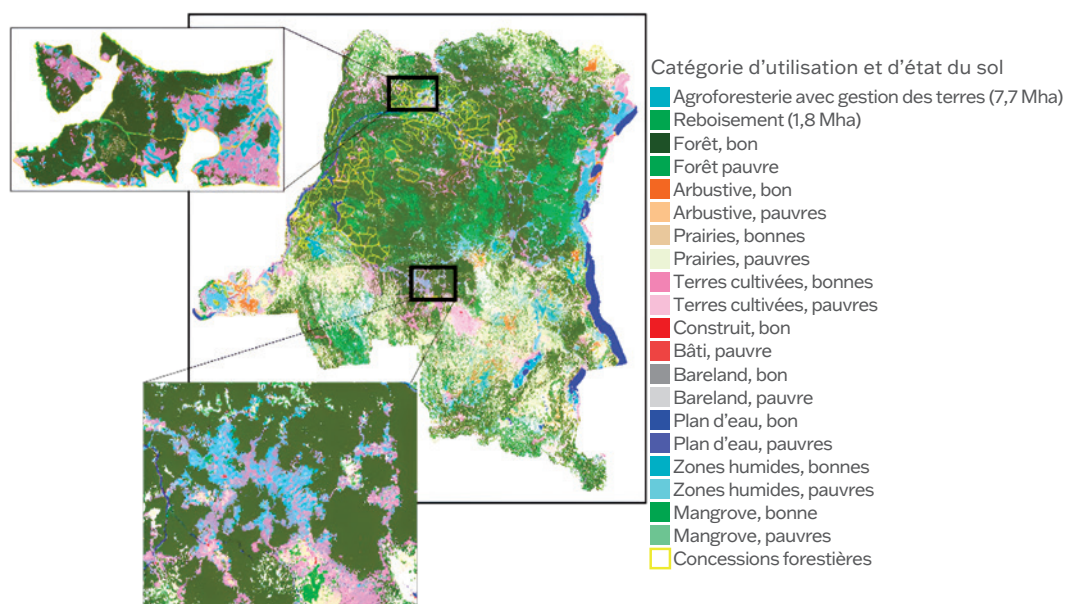 Catégorie d’utilisation et d’état du sol
Agroforesterie avec gestion des terres (7,7 Mha)
Reboisement (1,8 Mha)
Forêt, bon
Forêt pauvre
Arbustive, bon
Arbustive, pauvres
Prairies, bonnes
Prairies, pauvres
Terres cultivées, bonnes
Terres cultivées, pauvres
Construit, bon
Bâti, pauvre
Bareland, bon
Bareland, pauvre
Plan d’eau, bon
Plan d’eau, pauvres
Zones humides, bonnes
Zones humides, pauvres
Mangrove, bonne
Mangrove, pauvres
Concessions forestières